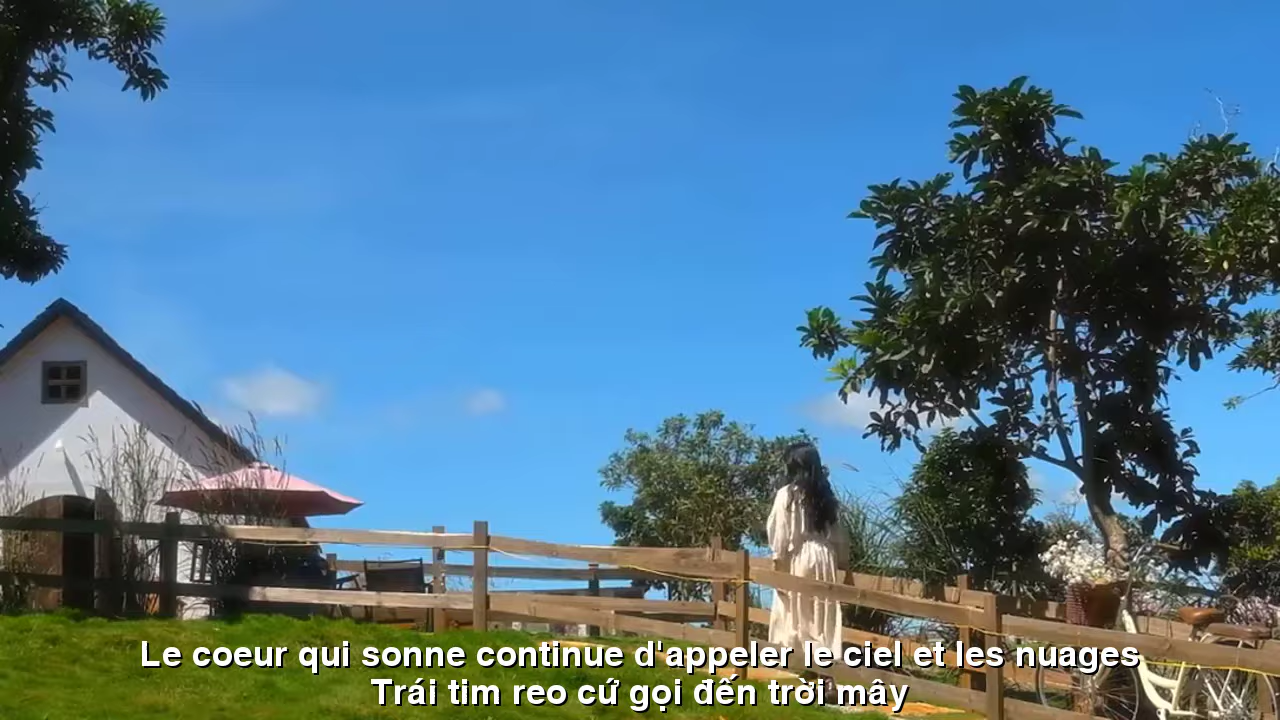 Le coeur qui sonne continue d'appeler le ciel et les nuages
Trái tim reo cứ gọi đến trời mây